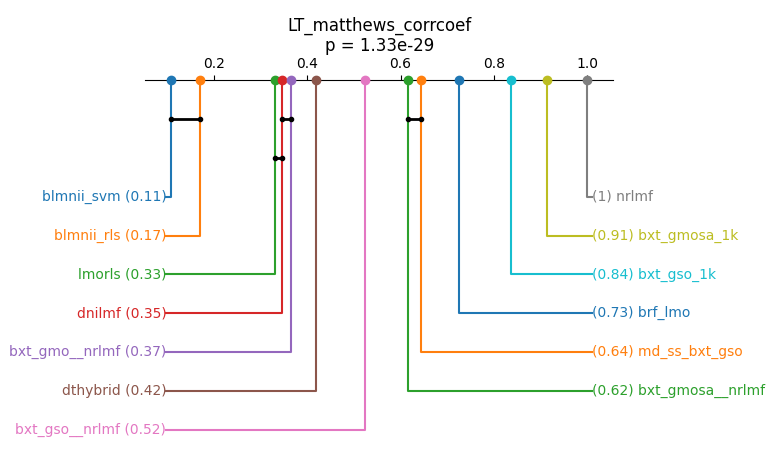 LT_matthews_corrcoef
p = 1.33e-29
0.2 0.4 0.6 0.8 1.0
blmnii_svm (0.11) (1) nrlmf
blmnii_rls (0.17) (0.91) bxt_gmosa_1k
lmorls (0.33) (0.84) bxt_gso_1k
dnilmf (0.35) (0.73) brf_lmo
bxt_gmo__nrlmf (0.37) (0.64) md_ss_bxt_gso
dthybrid (0.42) (0.62) bxt_gmosa__nrlmf
bxt_gso__nrlmf (0.52)